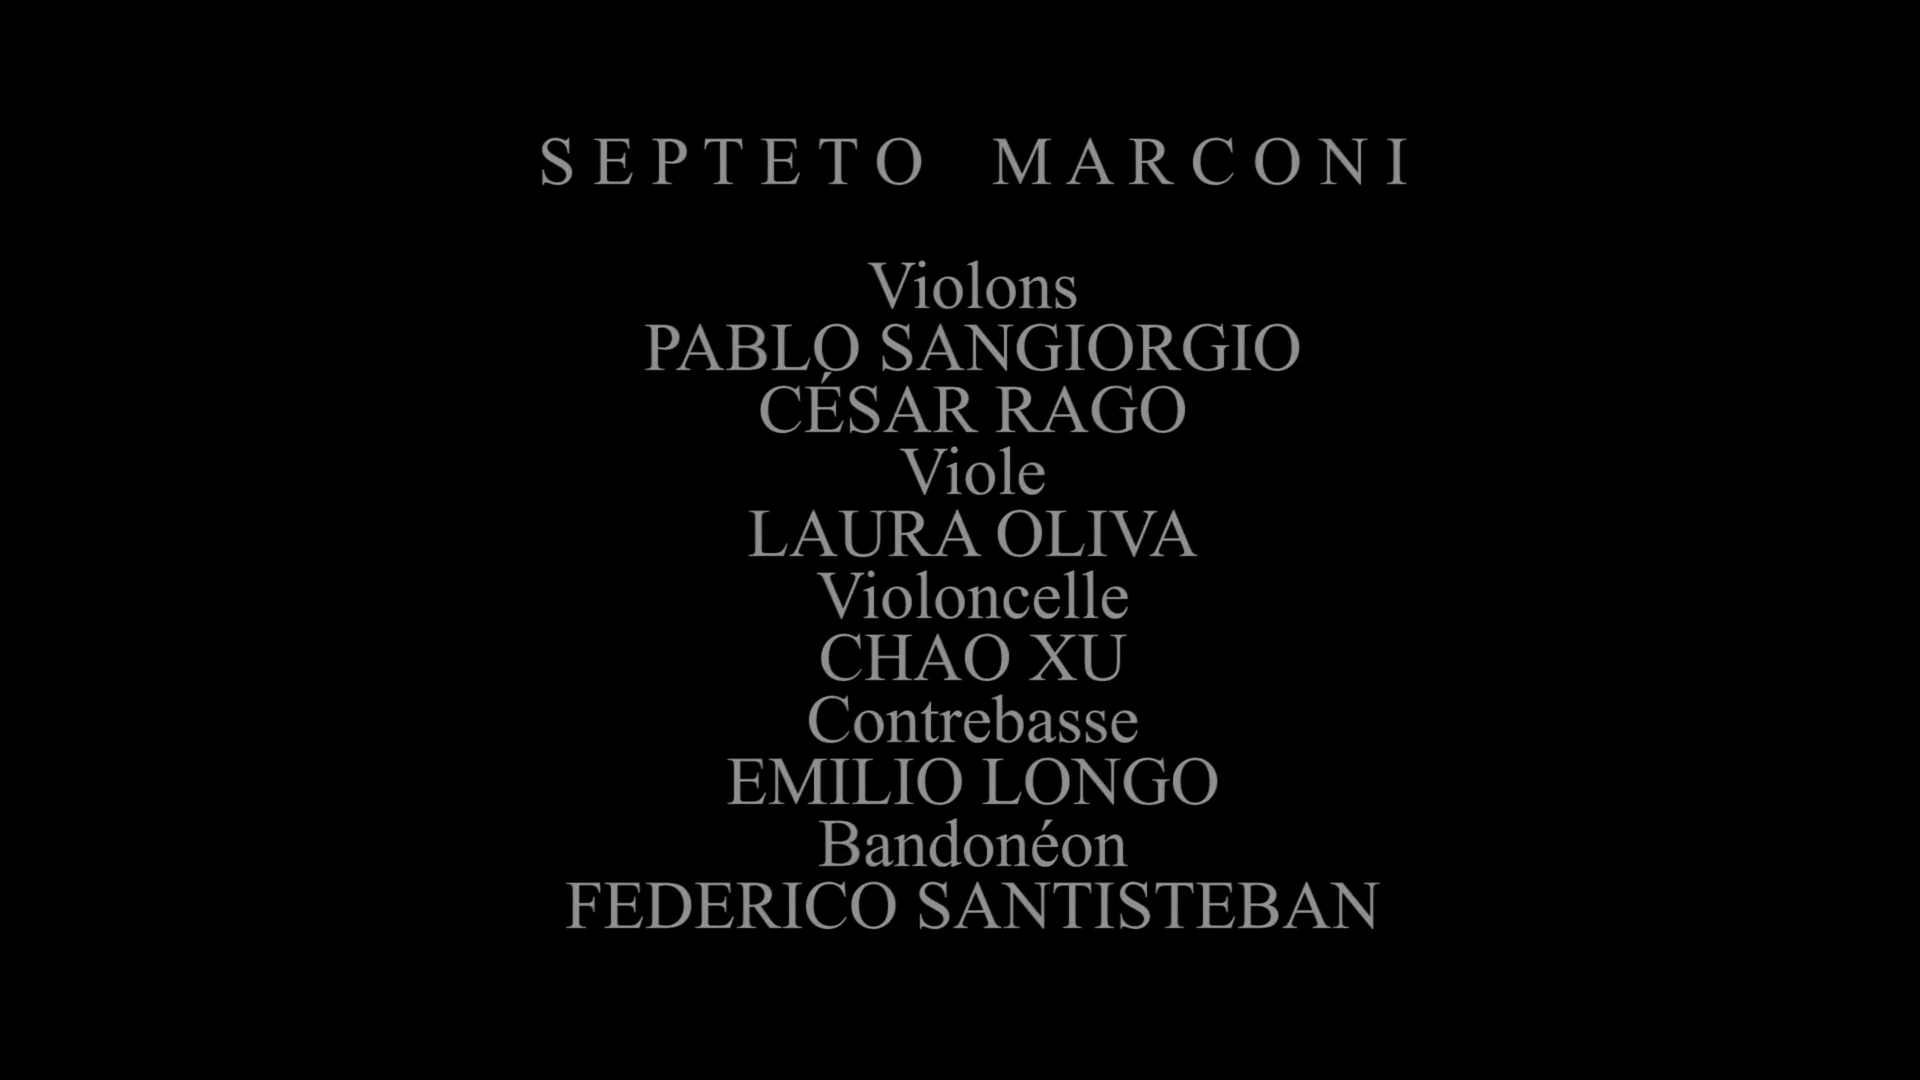 SEPTETO MARCONI
Violons
PABLO SANGIORGIO
CÉSAR RAGO
Viole
LAURA OLIVA
Violoncelle
CHAO XU
Contrebasse
EMILIO LONGO
Bandonéon
FEDERICO SANTISTEBAN